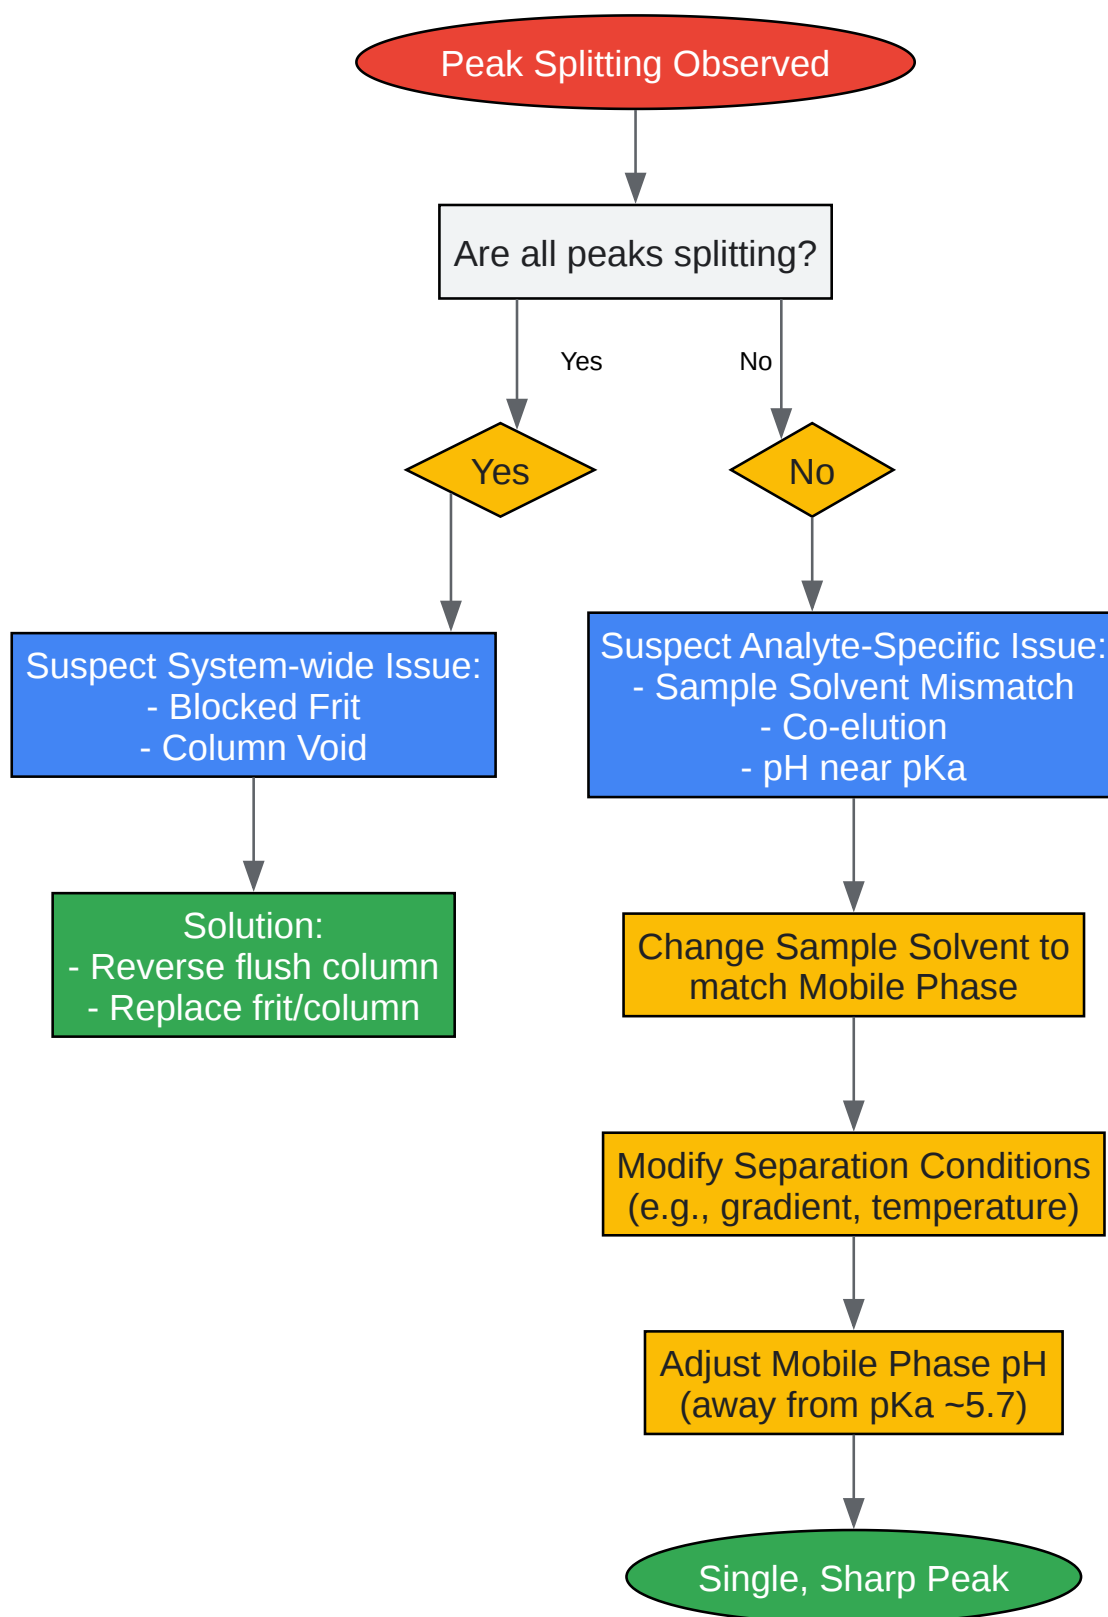 Peak Splitting Observed
Are all peaks splitting?
Yes
No
Yes
No
Suspect System-wide Issue:
- Blocked Frit
- Column Void
Suspect Analyte-Specific Issue:
- Sample Solvent Mismatch
- Co-elution
- pH near pKa
Solution:
- Reverse flush column
- Replace frit/column
Change Sample Solvent to
match Mobile Phase
Modify Separation Conditions
(e.g., gradient, temperature)
Adjust Mobile Phase pH
(away from pKa ~5.7)
Single, Sharp Peak